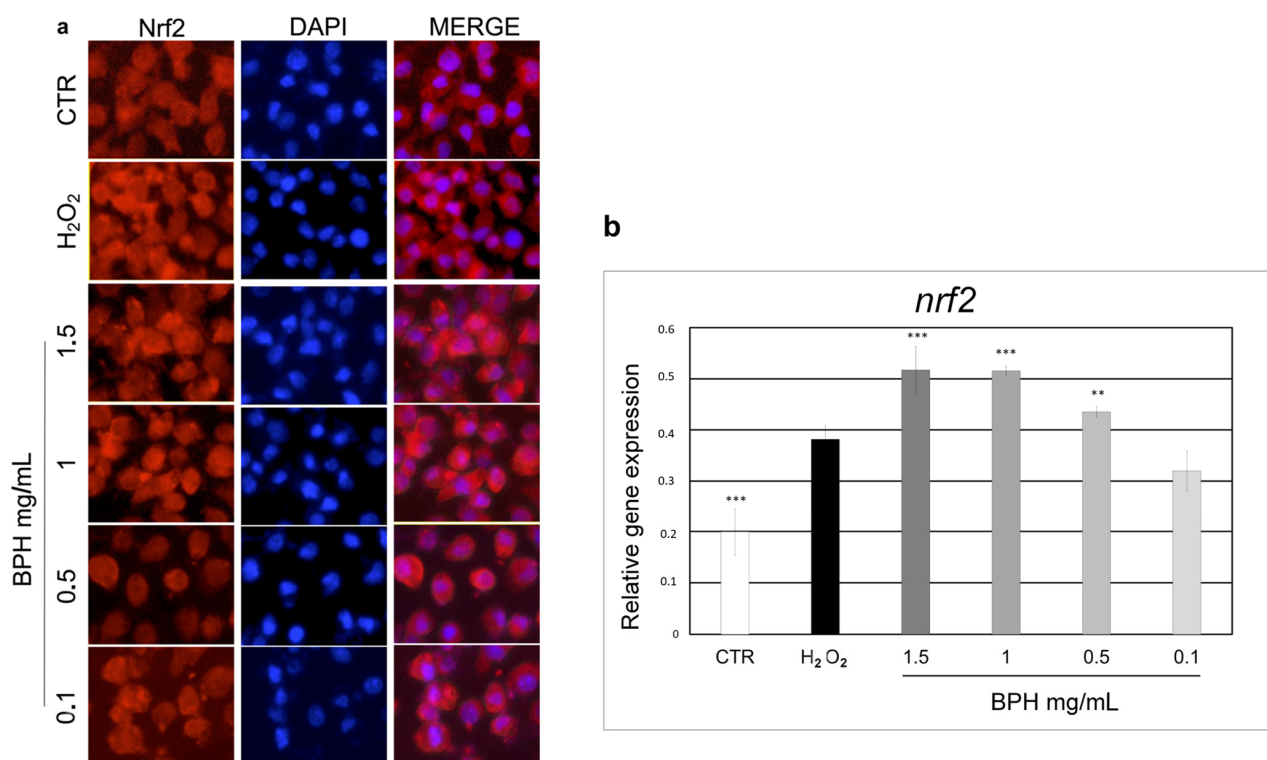 a
Nrf2 DAPI MERGE
CTR
H2O2
1.5
1
0.5
0.1
BPH mg/mL
b
nrf2
Relative gene expression
0.6
0.5
0.4
0.3
0.2
0.1
0
***
***
***
**
CTR H2O2 1.5 1 0.5 0.1
BPH mg/mL